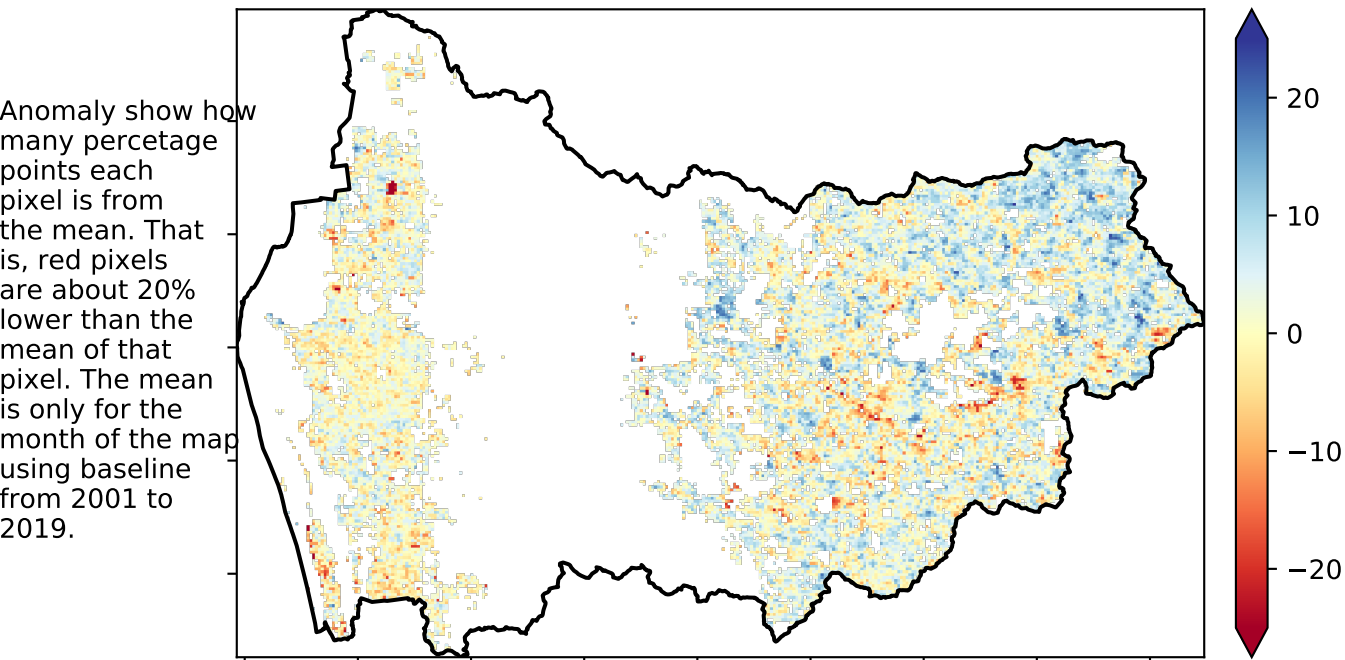 Anomaly show how
many percetage
points each
pixel is from
the mean. That
is, red pixels
are about 20%
lower than the
mean of that
pixel. The mean
is only for the
month of the map
using baseline
from 2001 to
2019.
20
10
0
−10
−20